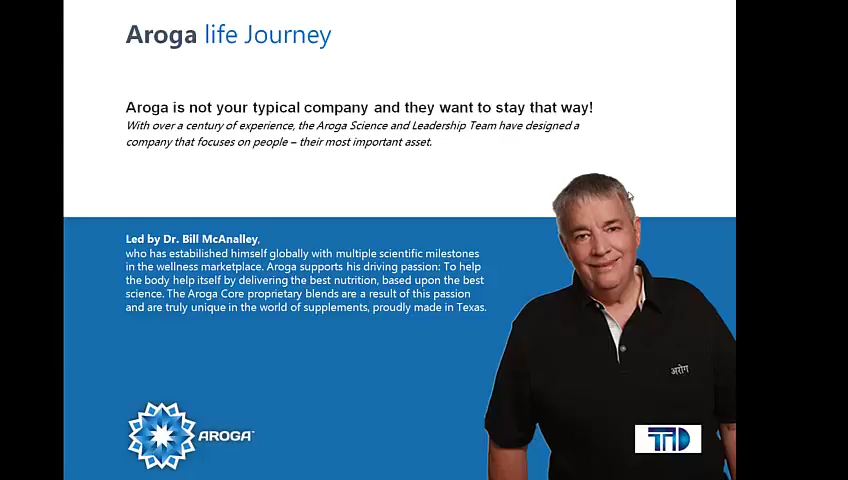 Aroga life Journey
Aroga is not your typical company and they want to stay that way!
With over a century of experience, the Aroga Science and Leadership Team have designed a
company that focuses on people – their most important asset.
Led by Dr. Bill McAnalley,
who has established himself globally with multiple scientific milestones
in the wellness marketplace. Aroga supports his driving passion: To help
the body help itself by delivering the best nutrition, based upon the best
science. The Aroga Core proprietary blends are a result of this passion
and are truly unique in the world of supplements, proudly made in Texas.
अरोग
AROGA™